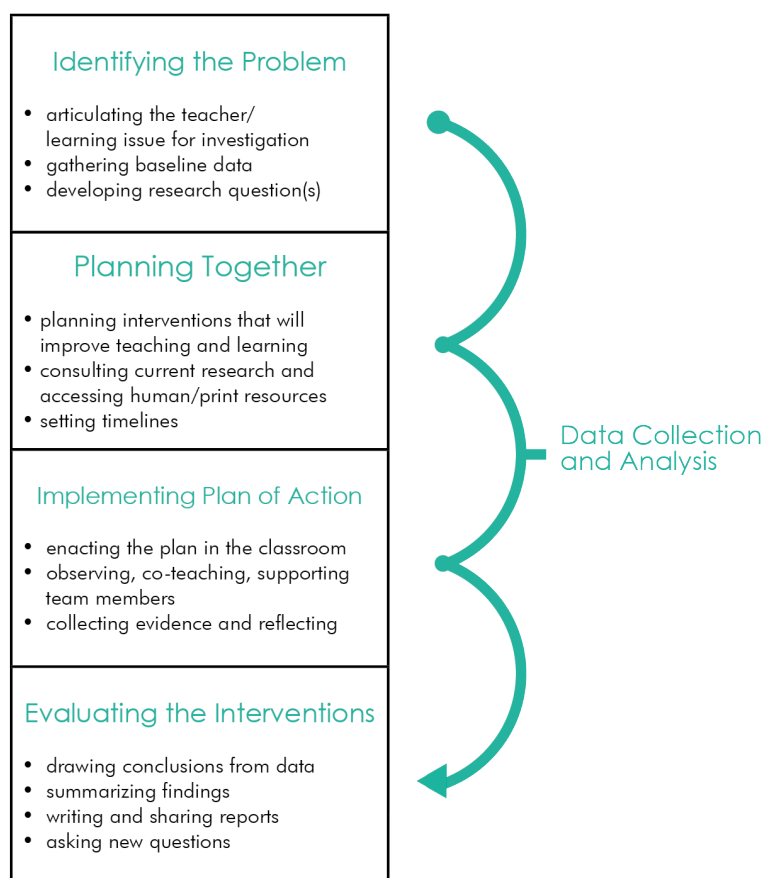 Identifying the Problem
• articulating the teacher/
learning issue for investigation
• gathering baseline data
• developing research question(s)
Planning Together
• planning interventions that will
improve teaching and learning
• consulting current research and
accessing human/print resources
• setting timelines
Data Collection
and Analysis
Implementing Plan of Action
• enacting the plan in the classroom
• observing, co-teaching, supporting
team members
• collecting evidence and reflecting
Evaluating the Interventions
• drawing conclusions from data
• summarizing findings
• writing and sharing reports
• asking new questions